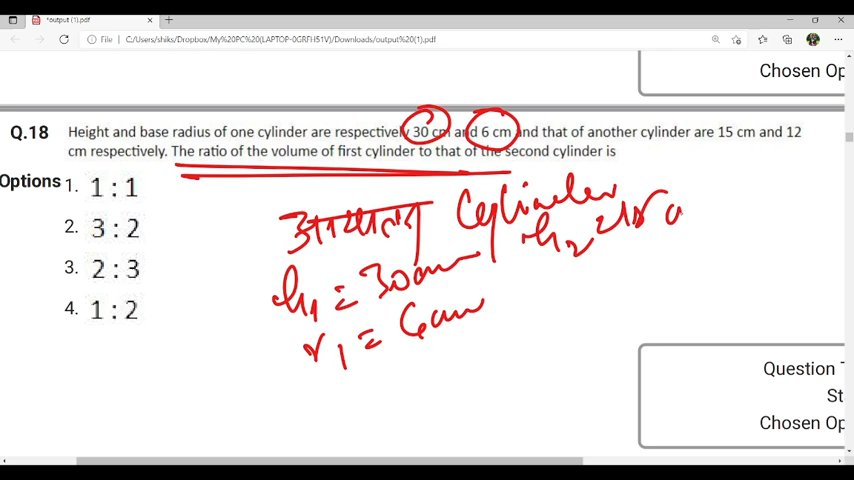 *output (1).pdf
File | C:/Users/shiks/Dropbox/My%20PC%20(LAPTOP-0GRFH51V)/Downloads/output%20(1).pdf
Chosen Op
Q.18 Height and base radius of one cylinder are respectively 30 cm and 6 cm and that of another cylinder are 15 cm and 12
cm respectively. The ratio of the volume of first cylinder to that of the second cylinder is
Options 1. 1 : 1
2. 3 : 2
3. 2 : 3
4. 1 : 2
आयतन Cylinder
h1 = 30cm h2 = 15 c
r1 = 6cm
Question T
St
Chosen Op